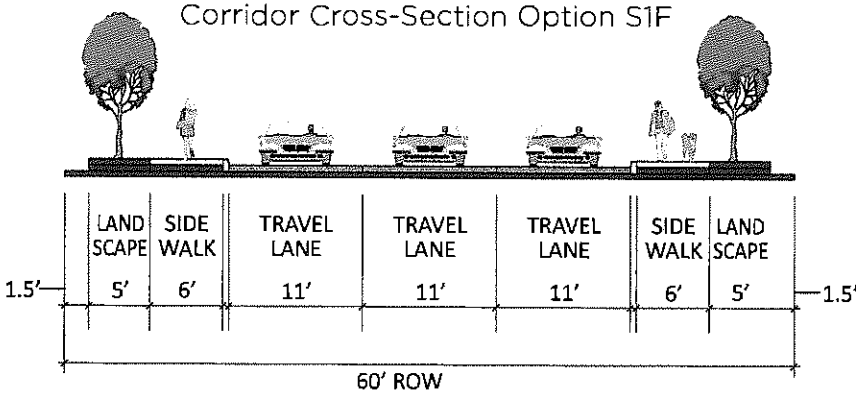 Corridor Cross-Section Option S1F
LAND SCAPE
SIDE WALK
TRAVEL LANE
TRAVEL LANE
TRAVEL LANE
SIDE WALK
LAND SCAPE
1.5' 5' 6' 11' 11' 11' 6' 5' 1.5'
60' ROW